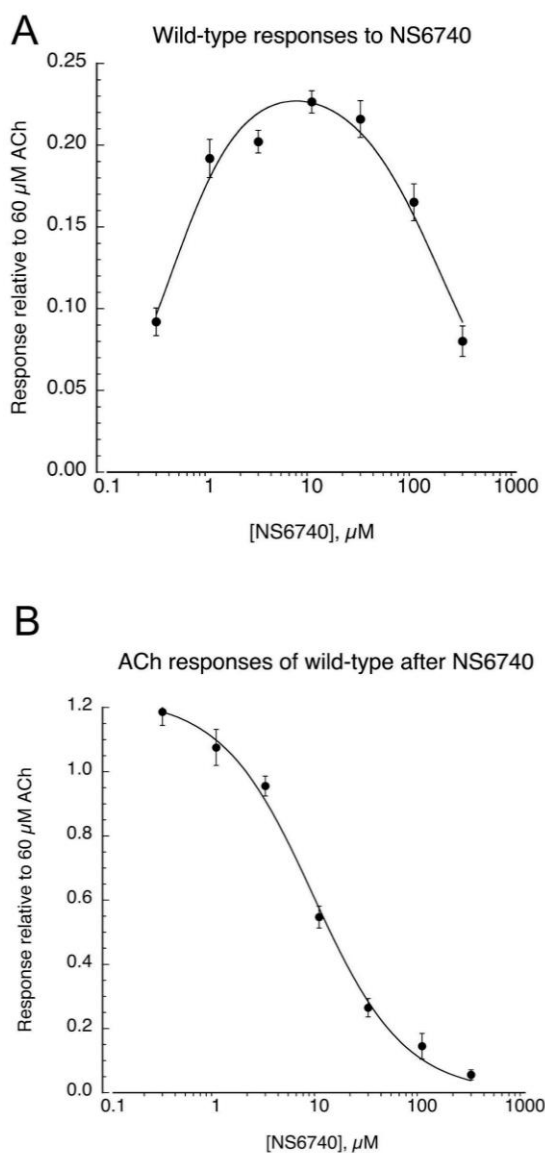 A
Wild-type responses to NS6740
Response relative to 60 µM ACh
0.25
0.20
0.15
0.10
0.05
0.00
0.1 1 10 100 1000
[NS6740], µM
B
ACh responses of wild-type after NS6740
Response relative to 60 µM ACh
1.2
1.0
0.8
0.6
0.4
0.2
0.0
0.1 1 10 100 1000
[NS6740], µM